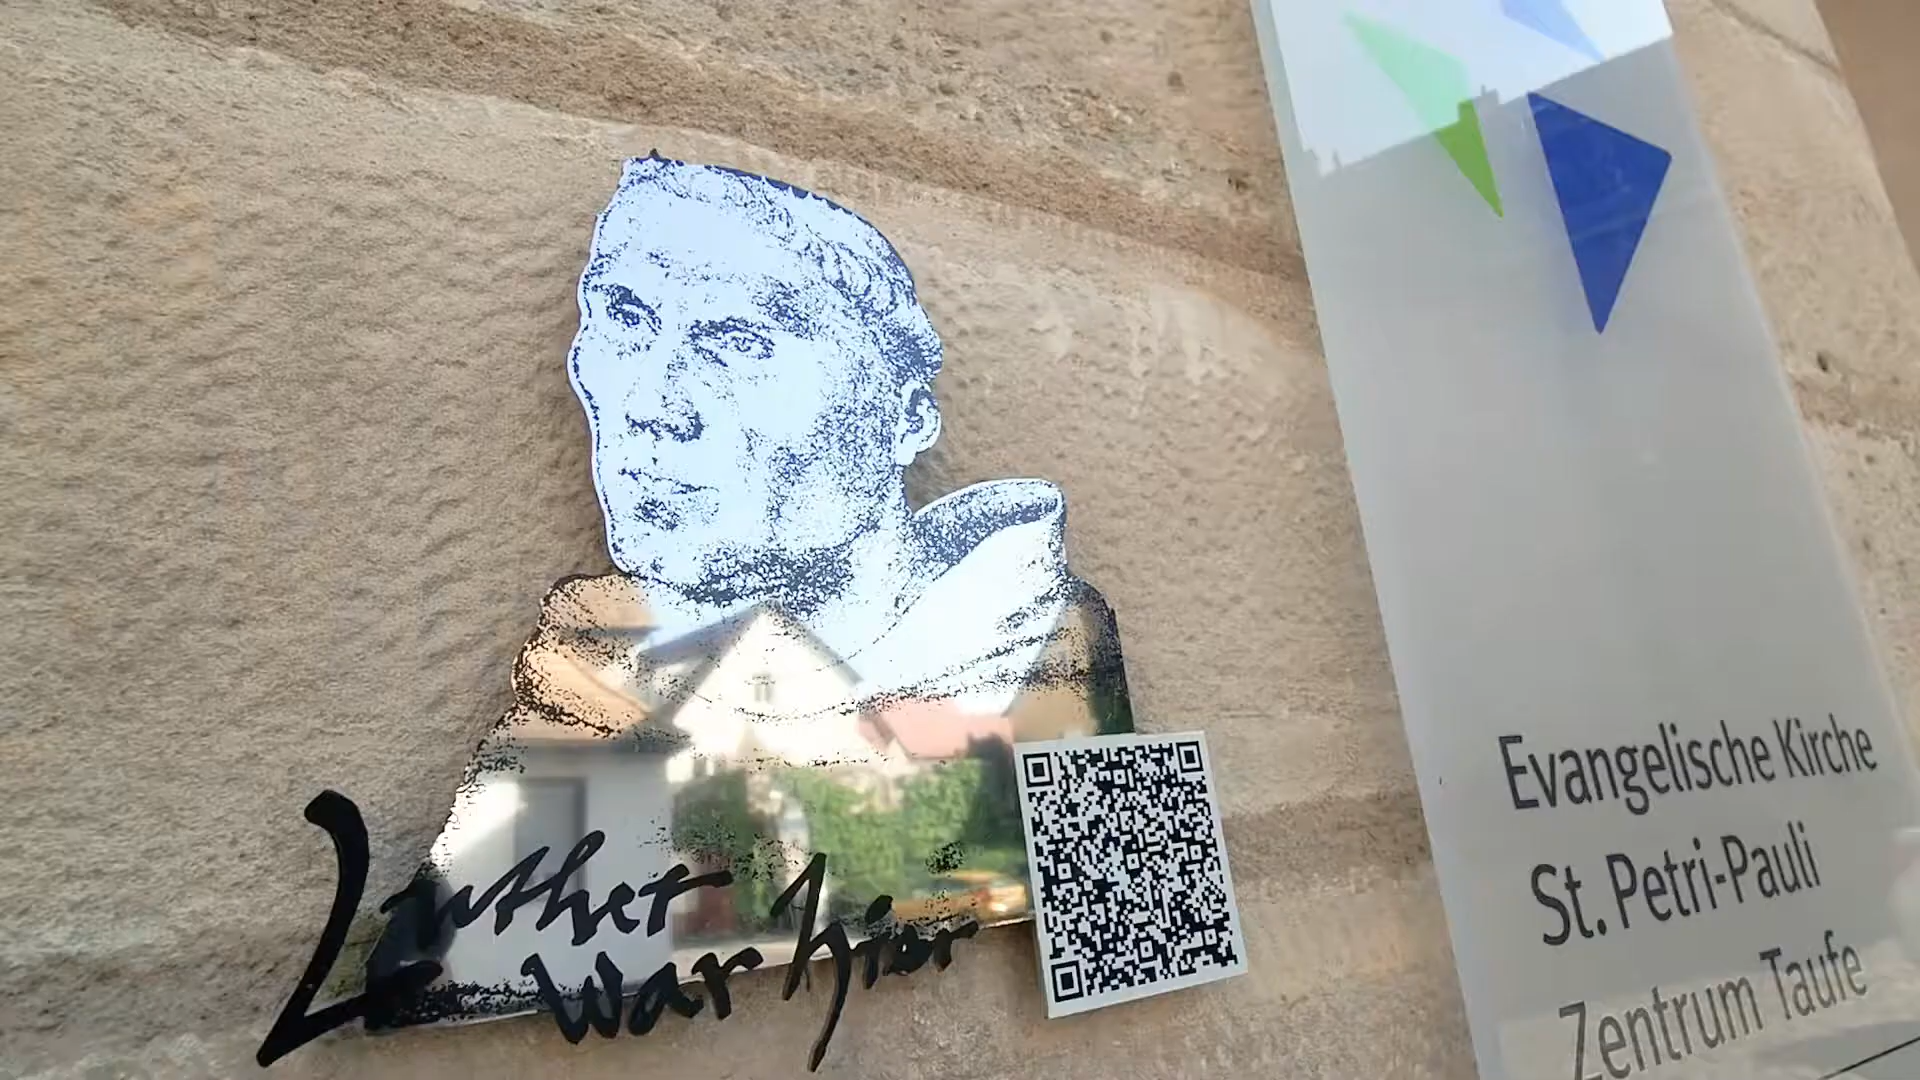 Luther
war hier
Evangelische Kirche
St. Petri-Pauli
Zentrum Taufe